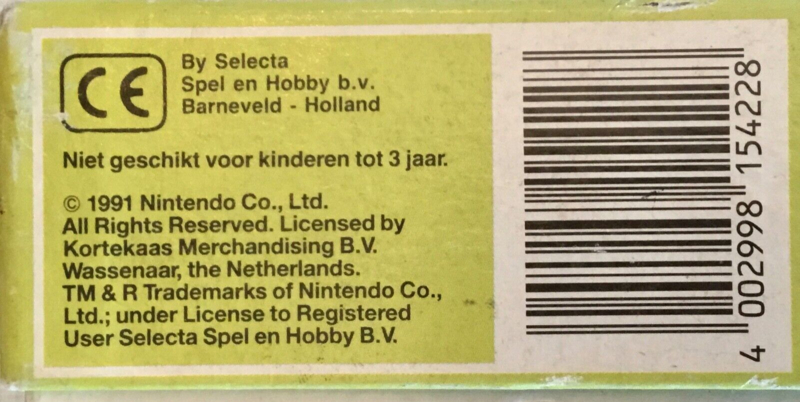 CE
By Selecta
Spel en Hobby b.v.
Barneveld - Holland
Niet geschikt voor kinderen tot 3 jaar.
© 1991 Nintendo Co., Ltd.
All Rights Reserved. Licensed by
Kortekaas Merchandising B.V.
Wassenaar, the Netherlands.
TM & R Trademarks of Nintendo Co.,
Ltd.; under License to Registered
User Selecta Spel en Hobby B.V.
4 002998 154228